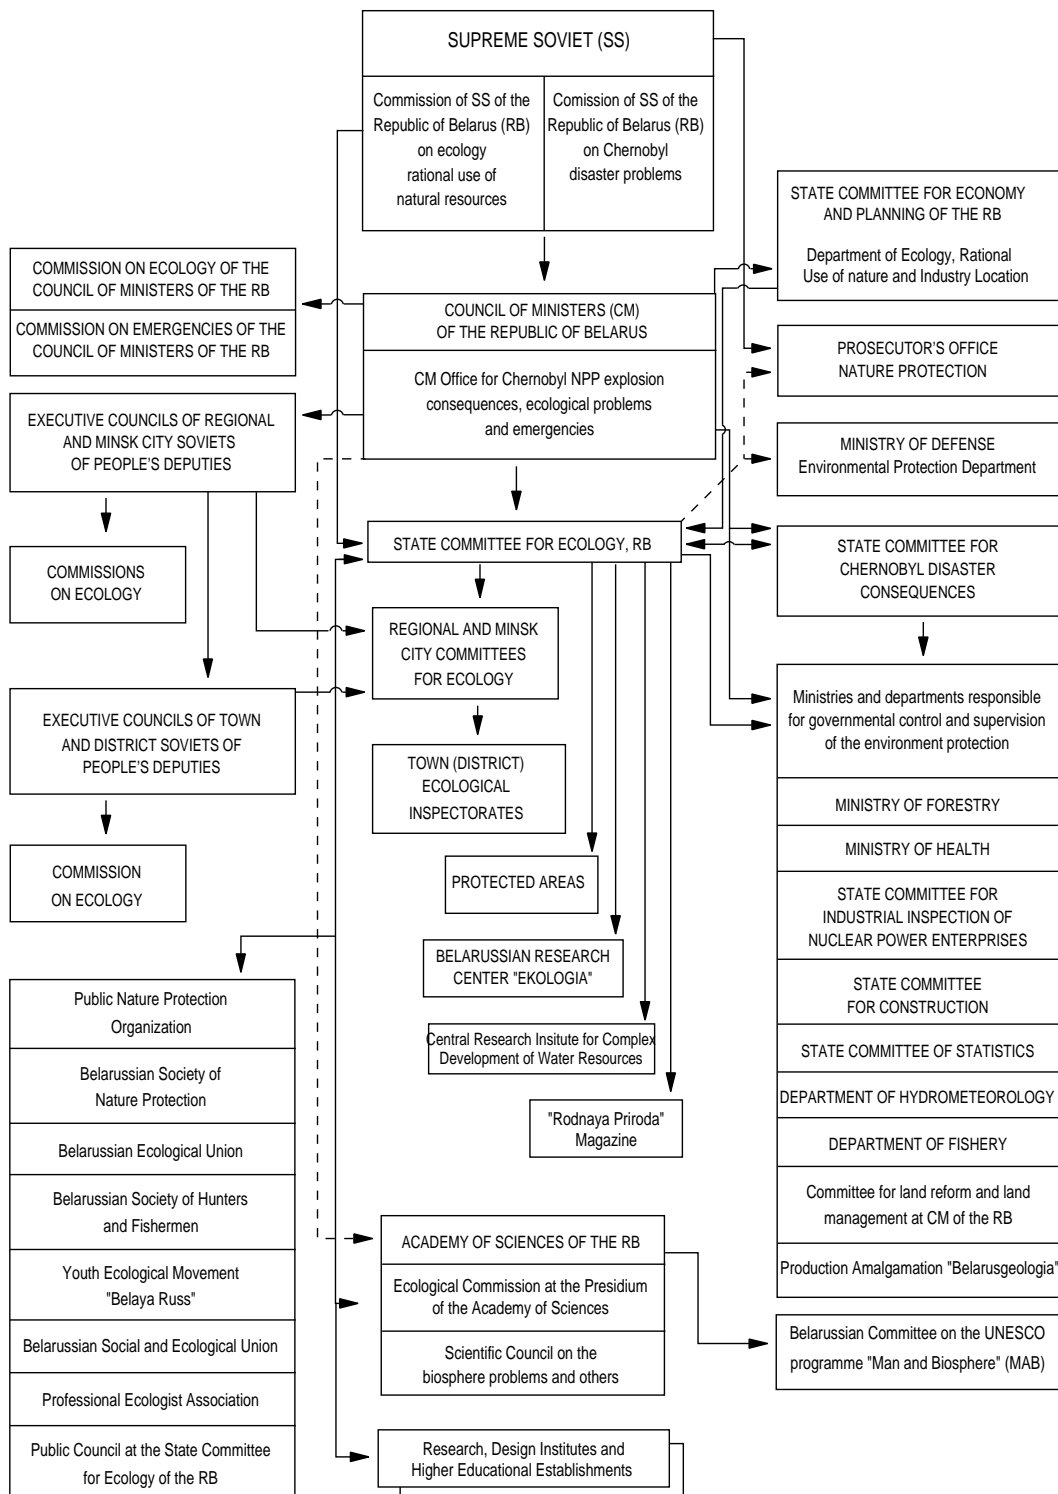 SUPREME SOVIET (SS)
Commission of SS of the
Republic of Belarus (RB)
on ecology
rational use of
natural resources
Comission of SS of the
Republic of Belarus (RB)
on Chernobyl
disaster problems
STATE COMMITTEE FOR ECONOMY
AND PLANNING OF THE RB
Department of Ecology, Rational
Use of nature and Industry Location
COMMISSION ON ECOLOGY OF THE
COUNCIL OF MINISTERS OF THE RB
COMMISSION ON EMERGENCIES OF THE
COUNCIL OF MINISTERS OF THE RB
COUNCIL OF MINISTERS (CM)
OF THE REPUBLIC OF BELARUS
CM Office for Chernobyl NPP explosion
consequences, ecological problems
and emergencies
PROSECUTOR'S OFFICE
NATURE PROTECTION
EXECUTIVE COUNCILS OF REGIONAL
AND MINSK CITY SOVIETS
OF PEOPLE'S DEPUTIES
MINISTRY OF DEFENSE
Environmental Protection Department
STATE COMMITTEE FOR ECOLOGY, RB
STATE COMMITTEE FOR
CHERNOBYL DISASTER
CONSEQUENCES
COMMISSIONS
ON ECOLOGY
REGIONAL AND MINSK
CITY COMMITTEES
FOR ECOLOGY
EXECUTIVE COUNCILS OF TOWN
AND DISTRICT SOVIETS OF
PEOPLE'S DEPUTIES
Ministries and departments responsible
for governmental control and supervision
of the environment protection
TOWN (DISTRICT)
ECOLOGICAL
INSPECTORATES
MINISTRY OF FORESTRY
MINISTRY OF HEALTH
COMMISSION
ON ECOLOGY
PROTECTED AREAS
STATE COMMITTEE FOR
INDUSTRIAL INSPECTION OF
NUCLEAR POWER ENTERPRISES
BELARUSSIAN RESEARCH
CENTER "EKOLOGIA"
STATE COMMITTEE
FOR CONSTRUCTION
Central Research Insitute for Complex
Development of Water Resources
STATE COMMITTEE OF STATISTICS
DEPARTMENT OF HYDROMETEOROLOGY
"Rodnaya Priroda"
Magazine
DEPARTMENT OF FISHERY
Committee for land reform and land
management at CM of the RB
Production Amalgamation "Belarusgeologia"
Public Nature Protection
Organization
Belarussian Society of
Nature Protection
Belarussian Ecological Union
Belarussian Society of Hunters
and Fishermen
Youth Ecological Movement
"Belaya Russ"
Belarussian Social and Ecological Union
Professional Ecologist Association
Public Council at the State Committee
for Ecology of the RB
ACADEMY OF SCIENCES OF THE RB
Ecological Commission at the Presidium
of the Academy of Sciences
Scientific Council on the
biosphere problems and others
Belarussian Committee on the UNESCO
programme "Man and Biosphere" (MAB)
Research, Design Institutes and
Higher Educational Establishments